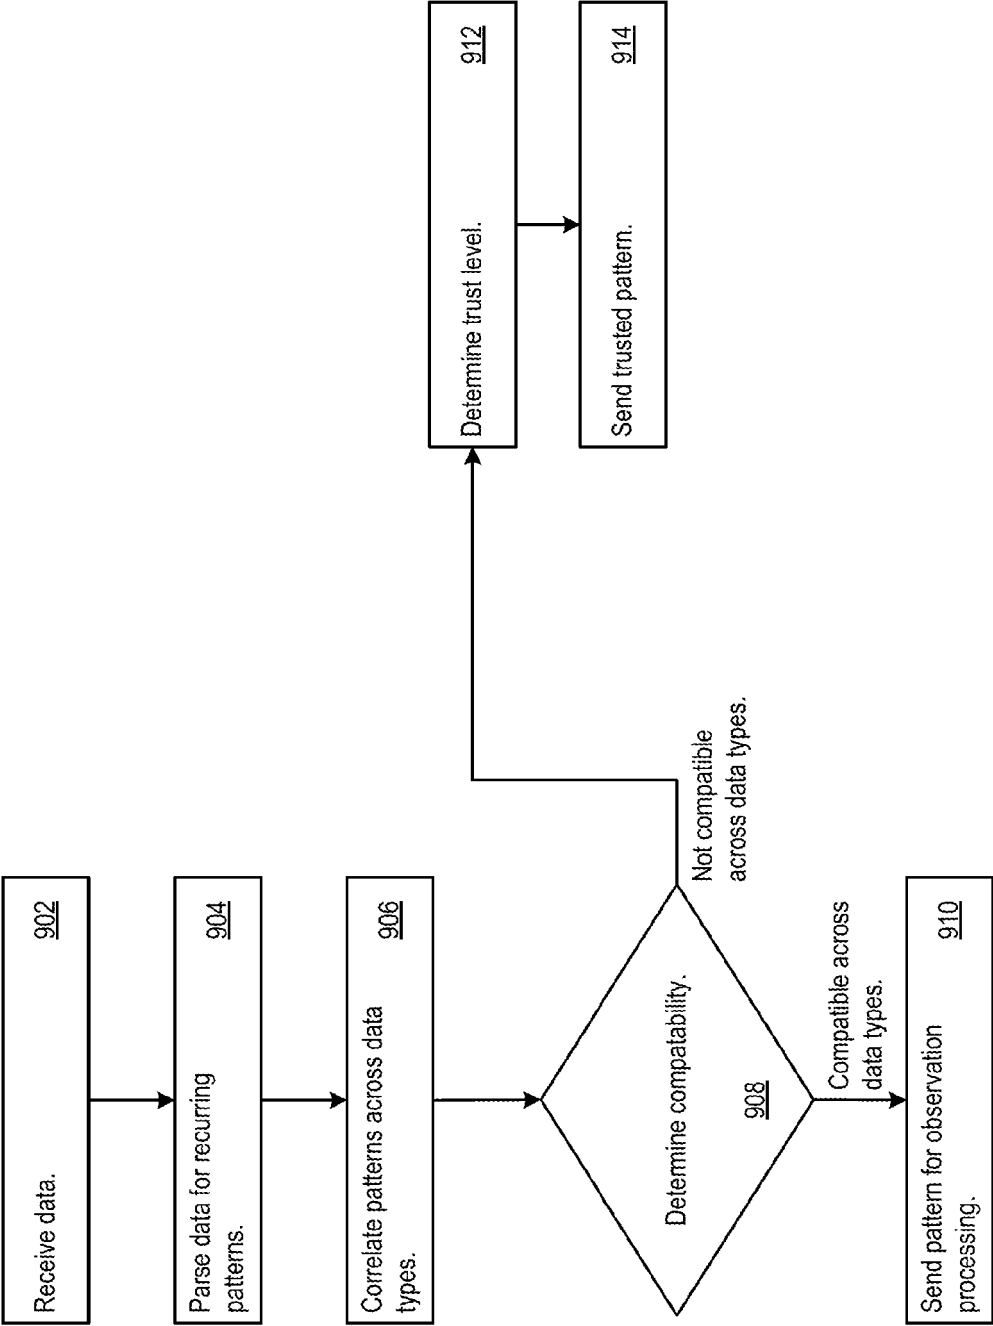 Receive data.
902
Parse data for recurring
patterns.
904
Correlate patterns across data
types.
906
Determine compatability.
908
Compatible across
data types.
Send pattern for observation
processing.
910
Not compatible
across data types.
Determine trust level.
912
Send trusted pattern.
914